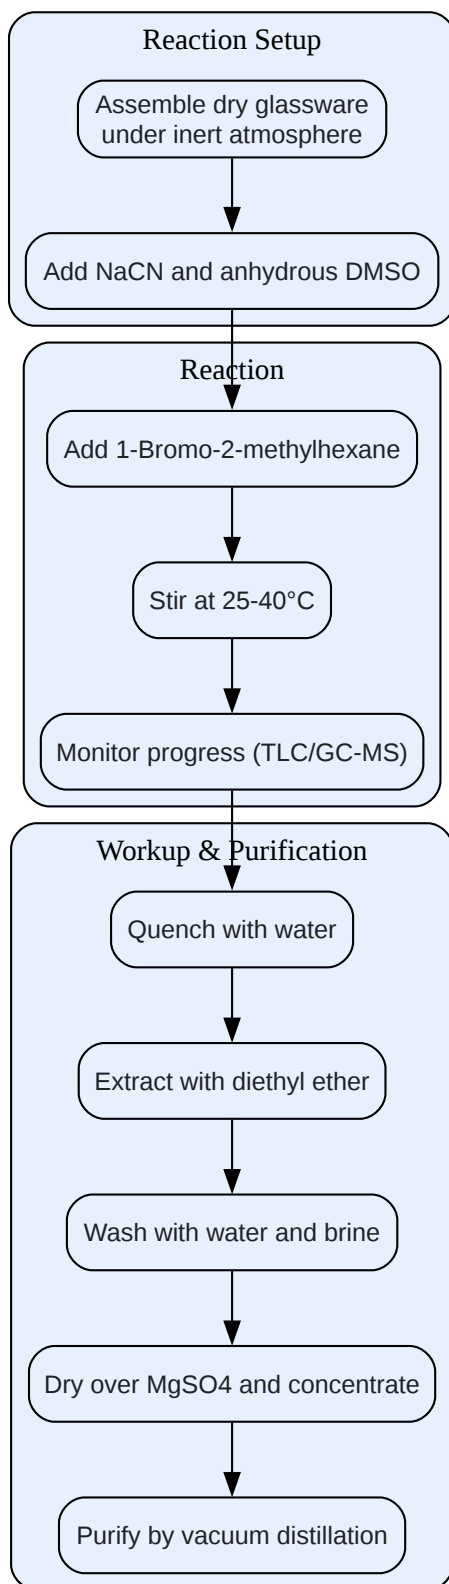 Reaction Setup
Assemble dry glassware
under inert atmosphere
Add NaCN and anhydrous DMSO
Reaction
Add 1-Bromo-2-methylhexane
Stir at 25-40°C
Monitor progress (TLC/GC-MS)
Workup & Purification
Quench with water
Extract with diethyl ether
Wash with water and brine
Dry over MgSO4 and concentrate
Purify by vacuum distillation